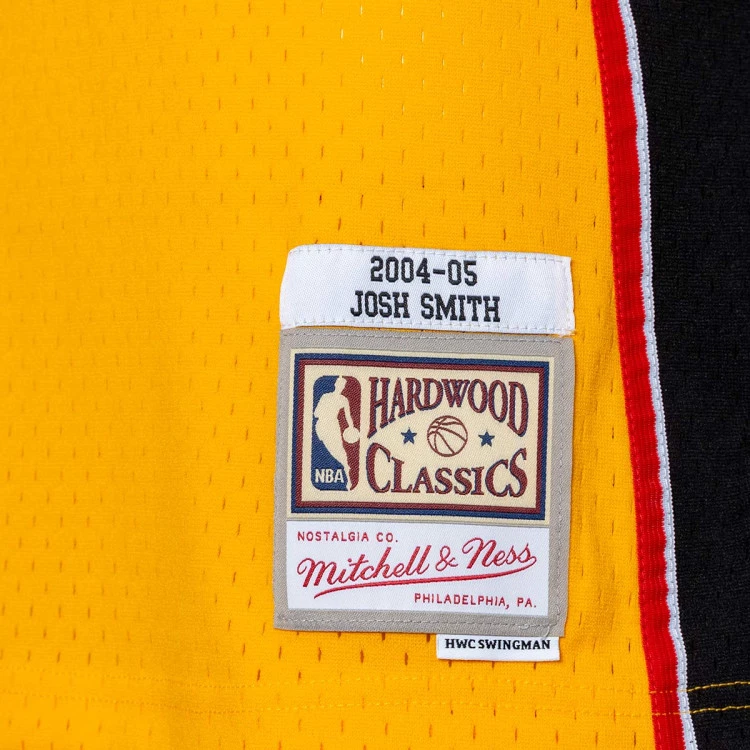 2004-05
JOSH SMITH
HARDWOOD
CLASSICS
NBA
NOSTALGIA CO.
Mitchell & Ness
PHILADELPHIA, PA.
HWC SWINGMAN